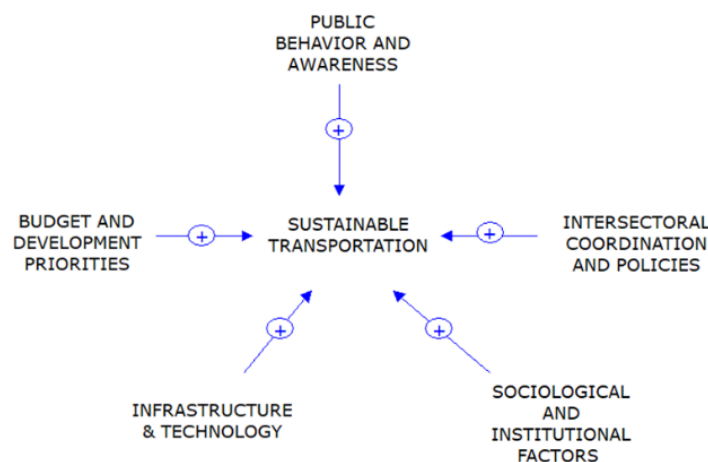 PUBLIC
BEHAVIOR AND
AWARENESS
+
BUDGET AND
DEVELOPMENT
PRIORITIES
+
SUSTAINABLE
TRANSPORTATION
+
INTERSECTORAL
COORDINATION
AND POLICIES
+
+
INFRASTRUCTURE
& TECHNOLOGY
SOCIOLOGICAL
AND
INSTITUTIONAL
FACTORS